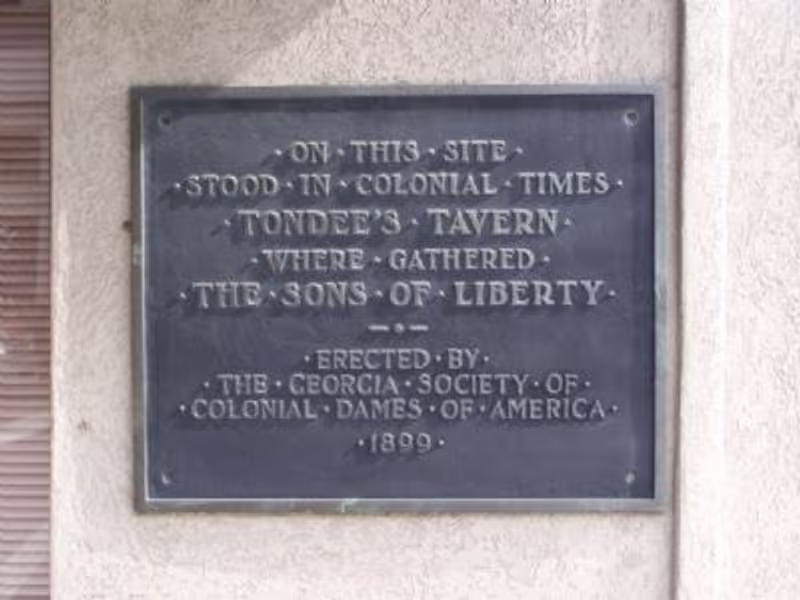 ·ON·THIS·SITE·
·STOOD·IN·COLONIAL·TIMES·
·TONDEE'S·TAVERN·
·WHERE·GATHERED·
·THE·SONS·OF·LIBERTY·
·ERECTED·BY·
·THE·GEORGIA·SOCIETY·OF·
·COLONIAL·DAMES·OF·AMERICA·
·1899·